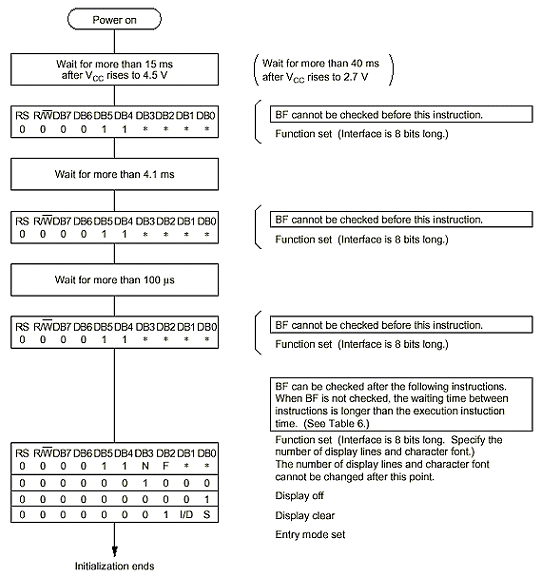 Power on
Wait for more than 15 ms
after VCC rises to 4.5 V
Wait for more than 40 ms
after VCC rises to 2.7 V
RS R/W DB7 DB6 DB5 DB4 DB3 DB2 DB1 DB0
0 0 0 0 1 1 * * * *
BF cannot be checked before this instruction.
Function set (Interface is 8 bits long.)
Wait for more than 4.1 ms
RS R/W DB7 DB6 DB5 DB4 DB3 DB2 DB1 DB0
0 0 0 0 1 1 * * * *
BF cannot be checked before this instruction.
Function set (Interface is 8 bits long.)
Wait for more than 100 µs
RS R/W DB7 DB6 DB5 DB4 DB3 DB2 DB1 DB0
0 0 0 0 1 1 * * * *
BF cannot be checked before this instruction.
Function set (Interface is 8 bits long.)
BF can be checked after the following instructions.
When BF is not checked, the waiting time between
instructions is longer than the execution instuction
time. (See Table 6.)
RS R/W DB7 DB6 DB5 DB4 DB3 DB2 DB1 DB0
0 0 0 0 1 1 N F * *
0 0 0 0 0 0 1 0 0 0
0 0 0 0 0 0 0 0 0 1
0 0 0 0 0 0 0 1 I/D S
Function set (Interface is 8 bits long. Specify the
number of display lines and character font.)
The number of display lines and character font
cannot be changed after this point.
Display off
Display clear
Entry mode set
Initialization ends